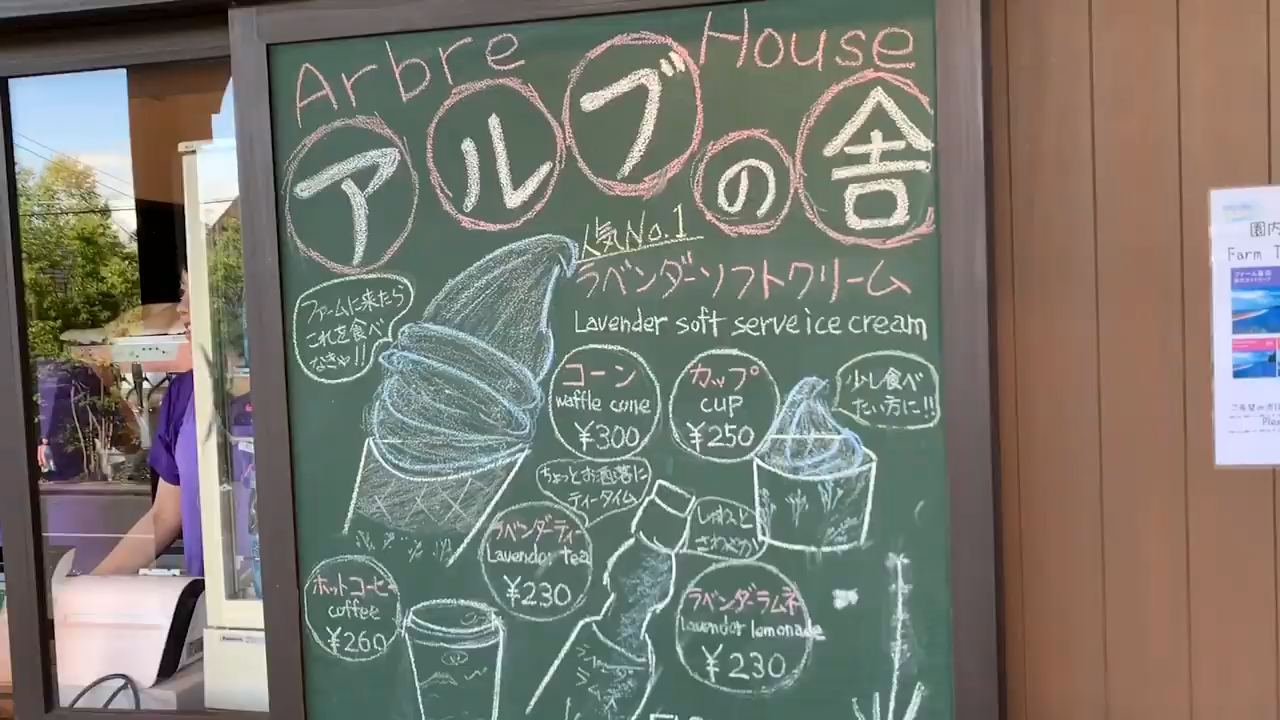 Arbre House
アルブの舎
人気No.1
ラベンダーソフトクリーム
Lavender soft serve ice cream
ファームに来たら
これを食べ
なきゃ!!
コーン
waffle cone
¥300
カップ
cup
¥250
少し食べ
たい方に!!
ちょっとお洒落に
ティータイム
ラベンダーティー
Lavender tea
¥230
しゅわっと
さわやか
ホットコーヒー
coffee
¥260
ラベンダーラムネ
lavender lemonade
¥230
園内
Farm